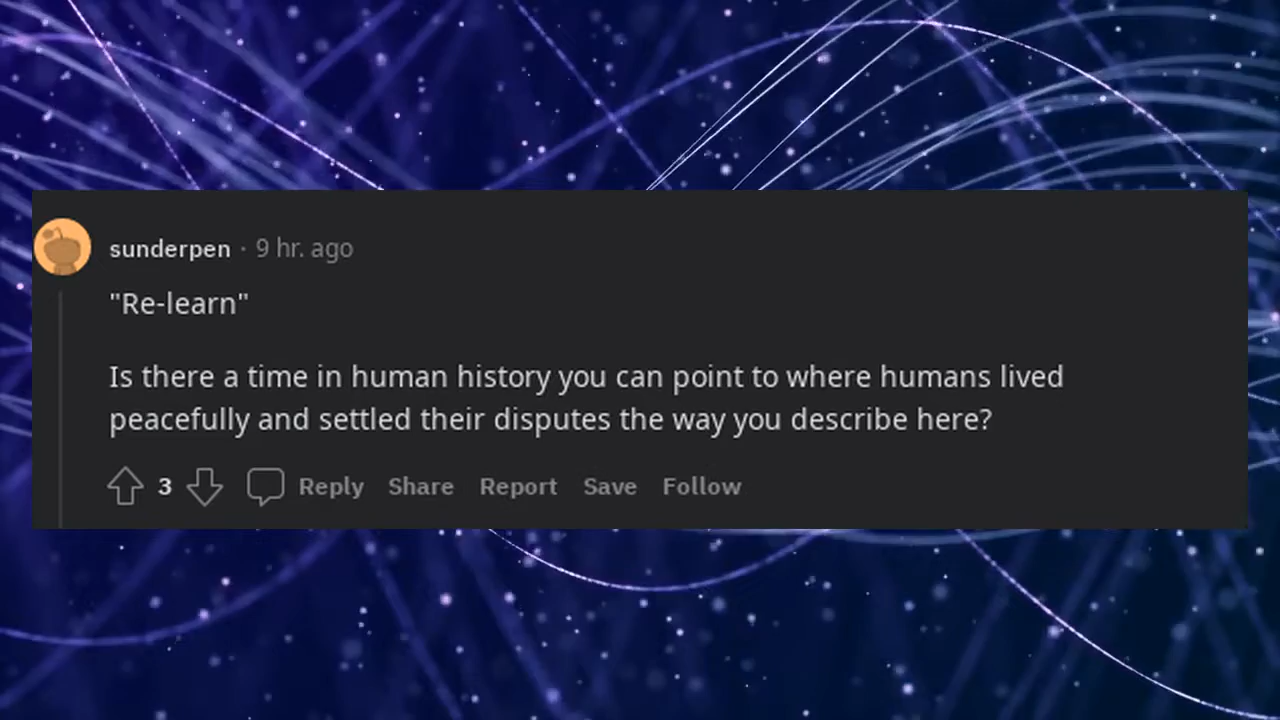 sunderpen · 9 hr. ago
"Re-learn"
Is there a time in human history you can point to where humans lived
peacefully and settled their disputes the way you describe here?
3 Reply Share Report Save Follow